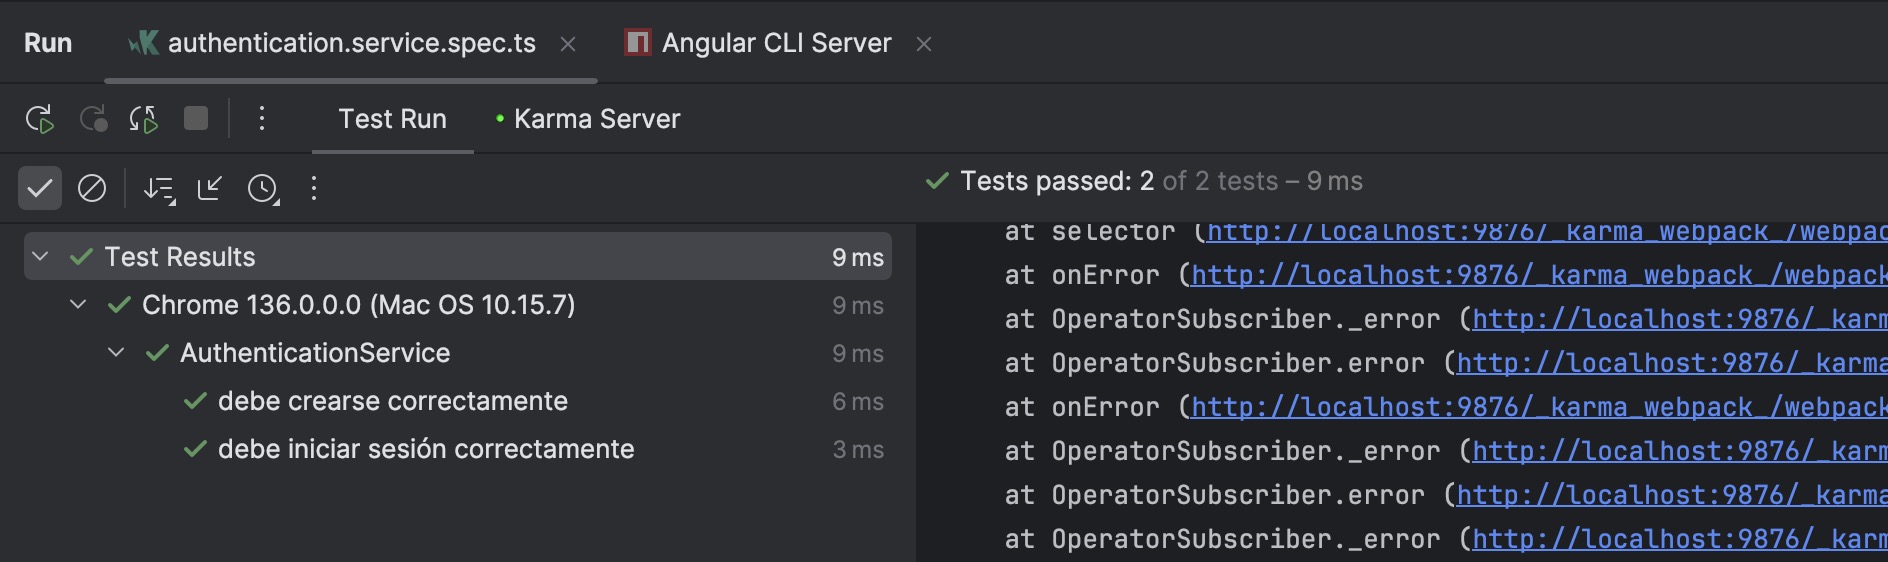 Run authentication.service.spec.ts Angular CLI Server
Test Run Karma Server
Tests passed: 2 of 2 tests – 9 ms
Test Results 9 ms
Chrome 136.0.0.0 (Mac OS 10.15.7) 9 ms
AuthenticationService 9 ms
debe crearse correctamente 6 ms
debe iniciar sesión correctamente 3 ms
at selector (http://localhost:9876/_karma_webpack_/webpac
at onError (http://localhost:9876/_karma_webpack_/webpack
at OperatorSubscriber._error (http://localhost:9876/_karm
at OperatorSubscriber.error (http://localhost:9876/_karma
at onError (http://localhost:9876/_karma_webpack_/webpack
at OperatorSubscriber._error (http://localhost:9876/_karm
at OperatorSubscriber.error (http://localhost:9876/_karma
at OperatorSubscriber._error (http://localhost:9876/_karm